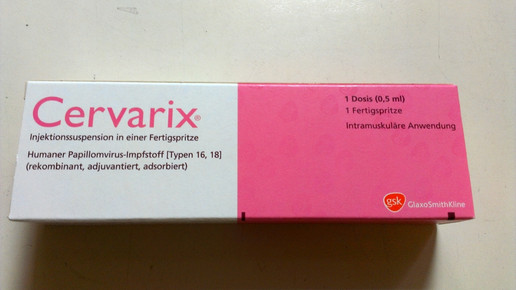 Cervarix®
Injektionssuspension in einer Fertigspritze
Humaner Papillomvirus-Impfstoff [Typen 16, 18]
(rekombinant, adjuvantiert, adsorbiert)
1 Dosis (0,5 ml)
1 Fertigspritze
Intramuskuläre Anwendung
gsk GlaxoSmithKline